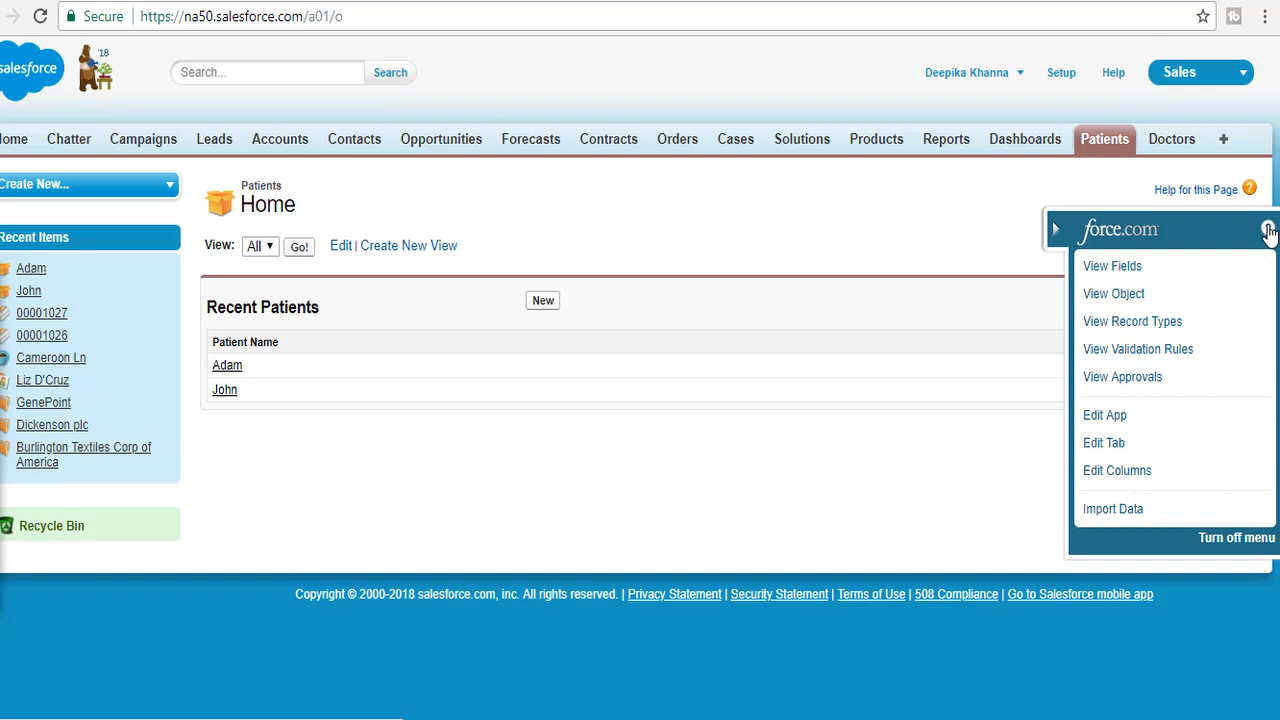 Secure https://na50.salesforce.com/a01/o
salesforce
'18
Search...
Search
Deepika Khanna
Setup
Help
Sales
Home Chatter Campaigns Leads Accounts Contacts Opportunities Forecasts Contracts Orders Cases Solutions Products Reports Dashboards Patients Doctors +
Create New...
Recent Items
Adam
John
00001027
00001026
Cameroon Ln
Liz D'Cruz
GenePoint
Dickenson plc
Burlington Textiles Corp of
America
Recycle Bin
Patients
Home
Help for this Page ?
View: All Go! Edit | Create New View
Recent Patients
New
Patient Name
Adam
John
force.com
View Fields
View Object
View Record Types
View Validation Rules
View Approvals
Edit App
Edit Tab
Edit Columns
Import Data
Turn off menu
Copyright © 2000-2018 salesforce.com, inc. All rights reserved. | Privacy Statement | Security Statement | Terms of Use | 508 Compliance | Go to Salesforce mobile app